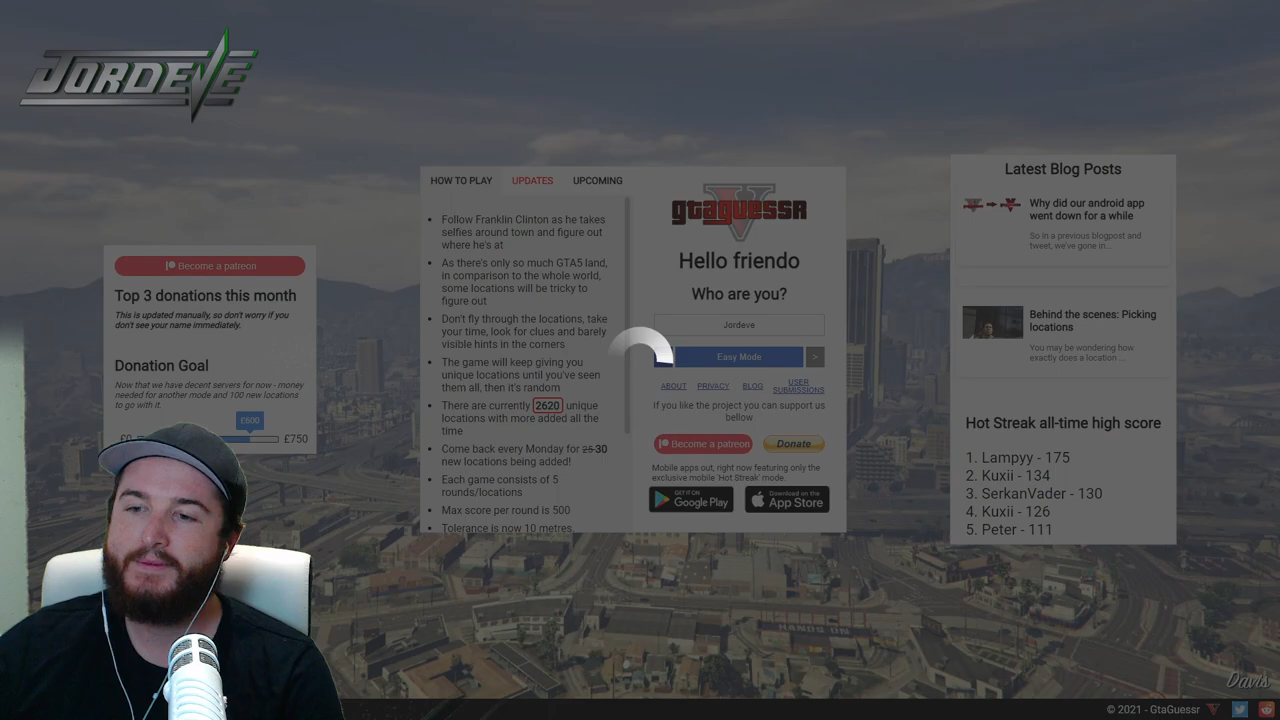 JORDEVE
Become a patreon
Top 3 donations this month
This is updated manually, so don't worry if you
don't see your name immediately.
Donation Goal
Now that we have decent servers for now - money
needed for another mode and 100 new locations
to go with it.
£600
£0
£750
HOW TO PLAY
UPDATES
UPCOMING
Follow Franklin Clinton as he takes
selfies around town and figure out
where he's at
As there's only so much GTA5 land,
in comparison to the whole world,
some locations will be tricky to
figure out
Don't fly through the locations, take
your time, look for clues and barely
visible hints in the corners
The game will keep giving you
unique locations until you've seen
them all, then it's random
There are currently 2620 unique
locations with more added all the
time
Come back every Monday for 25 30
new locations being added!
Each game consists of 5
rounds/locations
Max score per round is 500
Tolerance is now 10 metres.
V
gtaguessr
Hello friendo
Who are you?
Jordeve
Easy Mode
>
ABOUT
PRIVACY
BLOG
USER
SUBMISSIONS
If you like the project you can support us
bellow
Become a patreon
Donate
Mobile apps out, right now featuring only the
exclusive mobile 'Hot Streak' mode.
GET IT ON
Google Play
Download on the
App Store
Latest Blog Posts
Why did our android app
went down for a while
So in a previous blogpost and
tweet, we've gone in...
Behind the scenes: Picking
locations
You may be wondering how
exactly does a location ...
Hot Streak all-time high score
1. Lampyy - 175
2. Kuxii - 134
3. SerkanVader - 130
4. Kuxii - 126
5. Peter - 111
HANDS ON
Davis
© 2021 - GtaGuessr